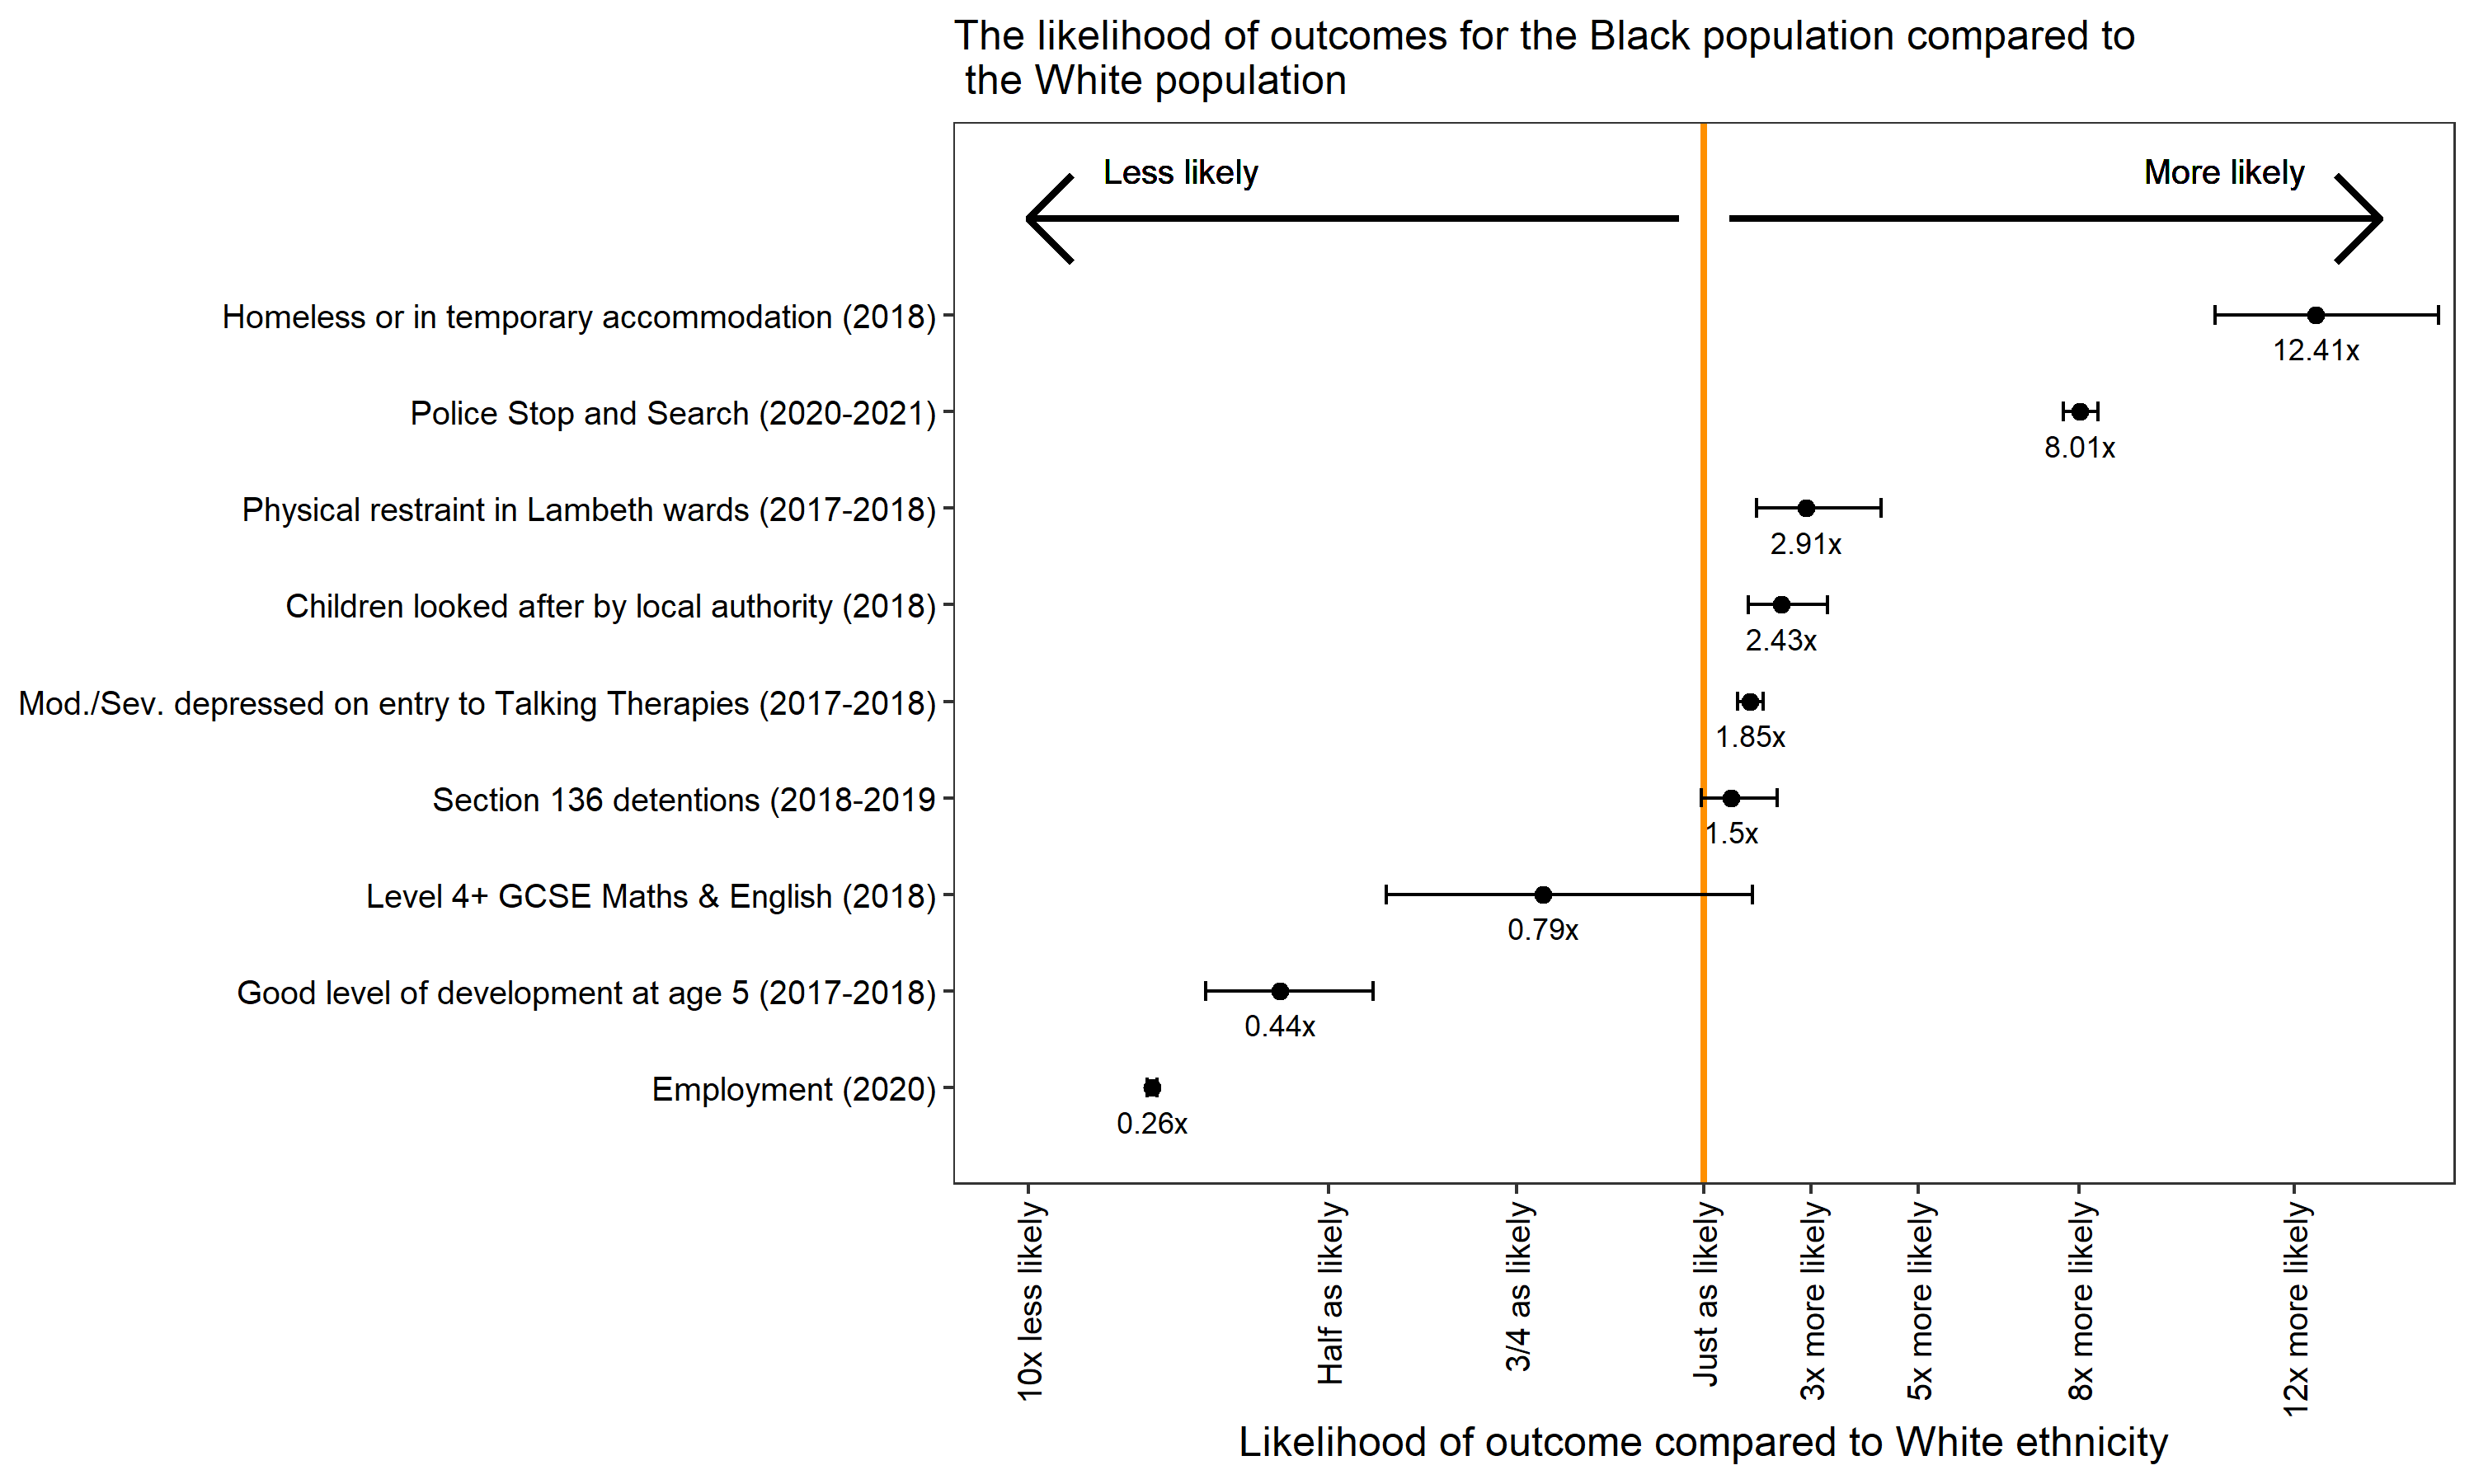 The likelihood of outcomes for the Black population compared to
the White population
Less likely
More likely
Homeless or in temporary accommodation (2018)
12.41x
Police Stop and Search (2020-2021)
8.01x
Physical restraint in Lambeth wards (2017-2018)
2.91x
Children looked after by local authority (2018)
2.43x
Mod./Sev. depressed on entry to Talking Therapies (2017-2018)
1.85x
Section 136 detentions (2018-2019
1.5x
Level 4+ GCSE Maths & English (2018)
0.79x
Good level of development at age 5 (2017-2018)
0.44x
Employment (2020)
0.26x
10x less likely
Half as likely
3/4 as likely
Just as likely
3x more likely
5x more likely
8x more likely
12x more likely
Likelihood of outcome compared to White ethnicity